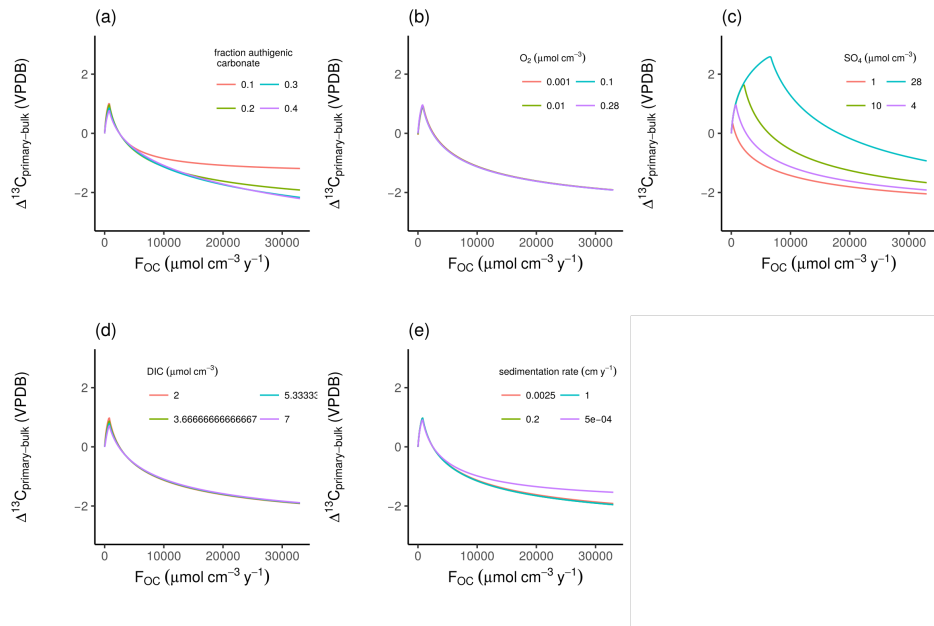 (a)
fraction authigenic
carbonate
0.1 0.3
0.2 0.4
2
0
−2
Δ¹³Cprimary−bulk (VPDB)
0 10000 20000 30000
FOC (μmol cm⁻³ y⁻¹)
(b)
O₂ (μmol cm⁻³)
0.001 0.1
0.01 0.28
2
0
−2
Δ¹³Cprimary−bulk (VPDB)
0 10000 20000 30000
FOC (μmol cm⁻³ y⁻¹)
(c)
SO₄ (μmol cm⁻³)
1 28
10 4
2
0
−2
Δ¹³Cprimary−bulk (VPDB)
0 10000 20000 30000
FOC (μmol cm⁻³ y⁻¹)
(d)
DIC (μmol cm⁻³)
2 5.33333
3.66666666666667 7
2
0
−2
Δ¹³Cprimary−bulk (VPDB)
0 10000 20000 30000
FOC (μmol cm⁻³ y⁻¹)
(e)
sedimentation rate (cm y⁻¹)
0.0025 1
0.2 5e−04
2
0
−2
Δ¹³Cprimary−bulk (VPDB)
0 10000 20000 30000
FOC (μmol cm⁻³ y⁻¹)